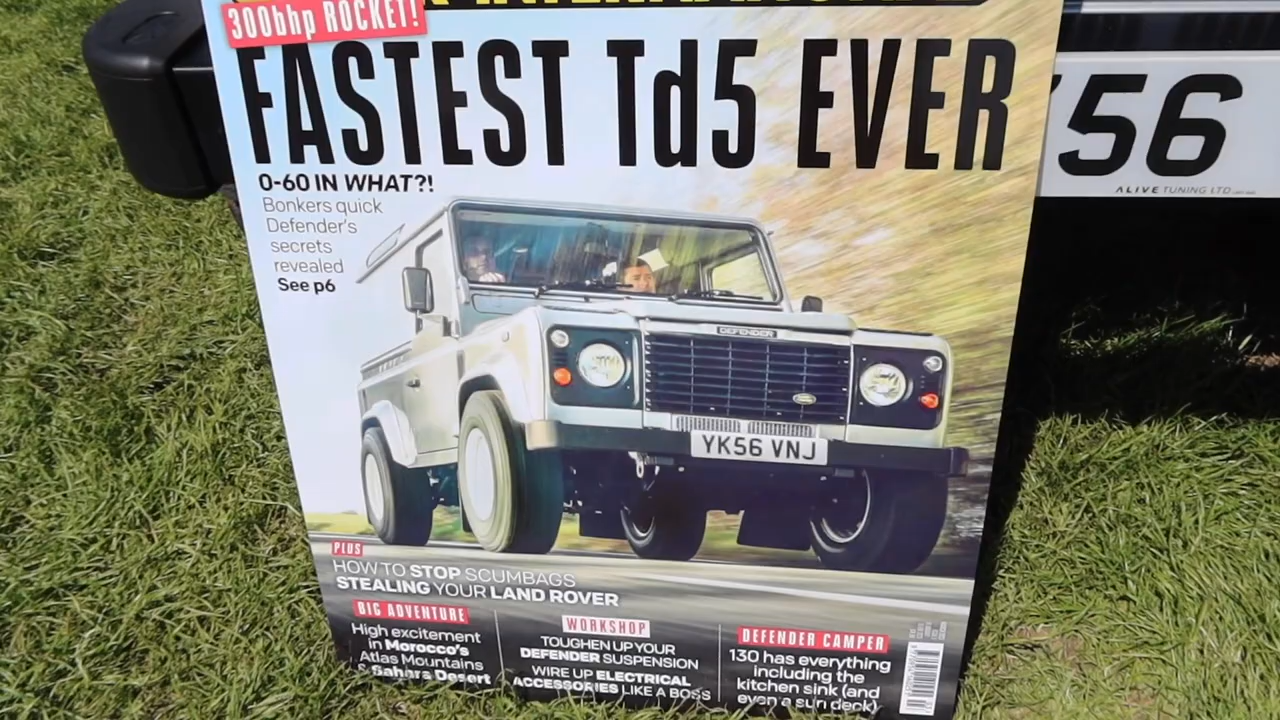 300bhp ROCKET!
FASTEST Td5 EVER
0-60 IN WHAT?!
Bonkers quick
Defender's
secrets
revealed
See p6
DEFENDER
YK56 VNJ
PLUS
HOW TO STOP SCUMBAGS
STEALING YOUR LAND ROVER
BIG ADVENTURE
High excitement
in Morocco's
Atlas Mountains
& Sahara Desert
WORKSHOP
TOUGHEN UP YOUR
DEFENDER SUSPENSION
WIRE UP ELECTRICAL
ACCESSORIES LIKE A BOSS
DEFENDER CAMPER
130 has everything
including the
kitchen sink (and
even a sun deck)
56
ALIVE TUNING LTD